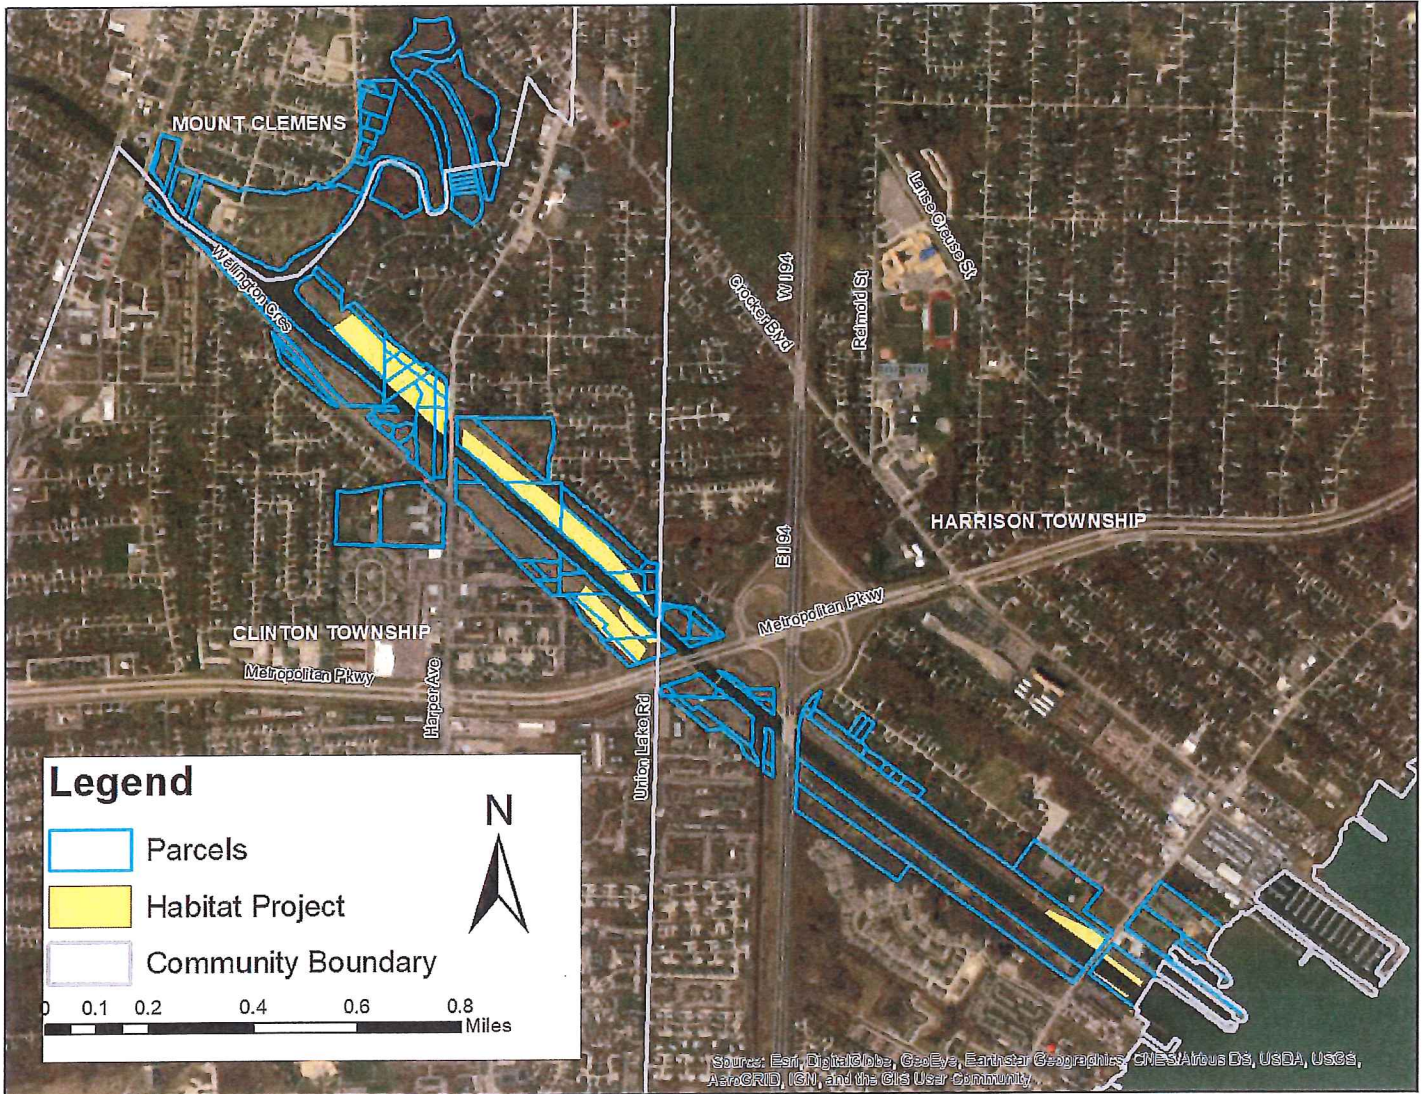 MOUNT CLEMENS
Wellington Cres
Crocker Blvd
W I 94
Reimold St
Lanse Creuse St
E I 94
HARRISON TOWNSHIP
Metropolitan Pkwy
CLINTON TOWNSHIP
Metropolitan Pkwy
Harper Ave
Union Lake Rd
Legend
N
Parcels
Habitat Project
Community Boundary
0 0.1 0.2 0.4 0.6 0.8
Miles
Source: Esri, DigitalGlobe, GeoEye, Earthstar Geographics, CNES/Airbus DS, USDA, USGS,
AeroGRID, IGN, and the GIS User Community